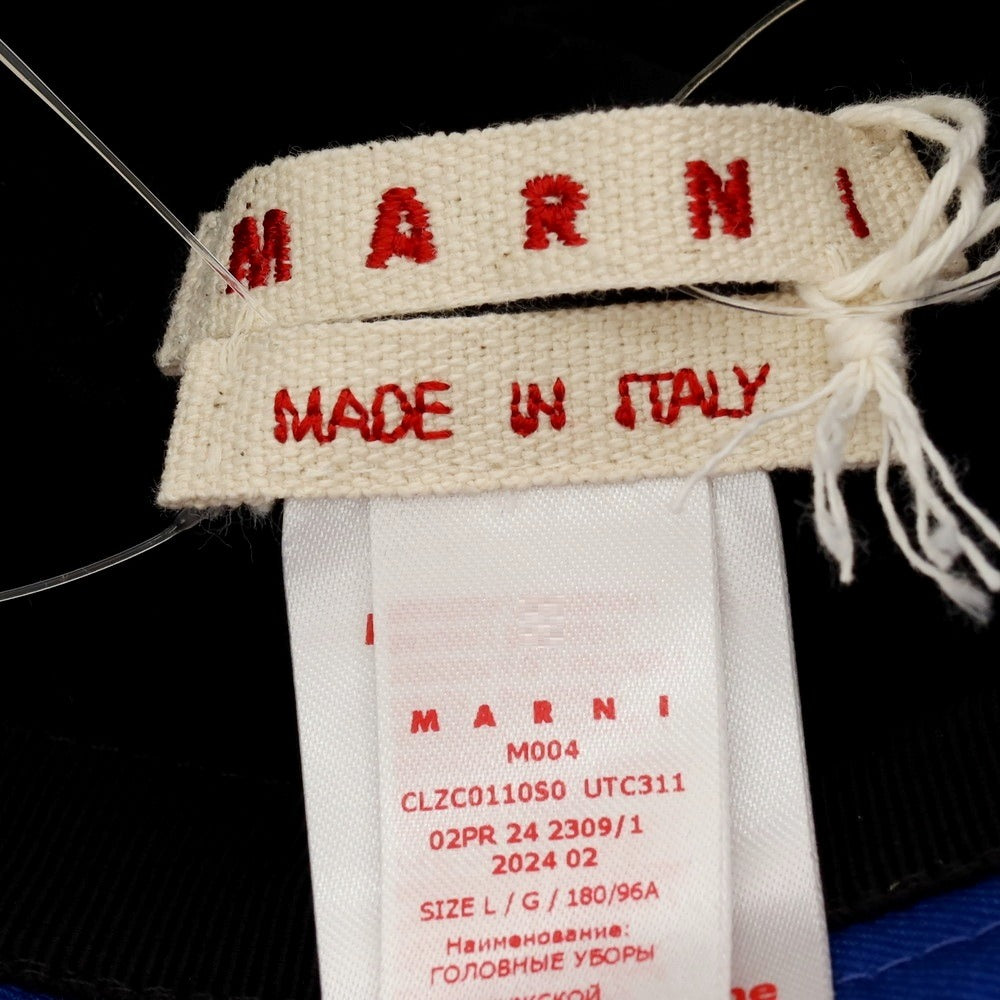 MARNI
MADE IN ITALY
MARNI
M004
CLZC0110S0 UTC311
02PR 24 2309/1
2024 02
SIZE L / G / 180/96A
Наименование:
ГОЛОВНЫЕ УБОРЫ